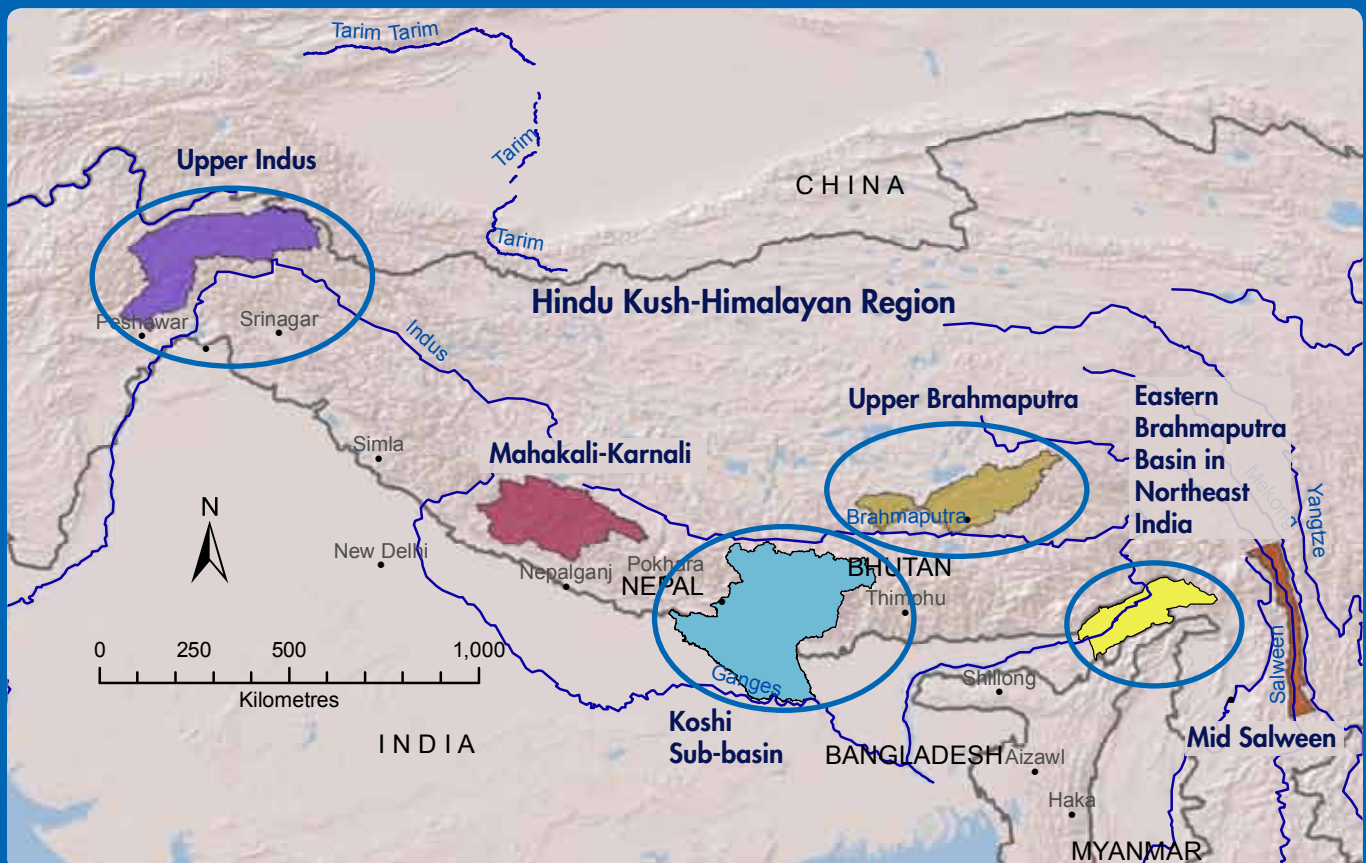 Tarim Tarim
Upper Indus
Tarim
CHINA
Tarim
Hindu Kush-Himalayan Region
Peshawar
Srinagar
Indus
Upper Brahmaputra
Eastern
Brahmaputra
Basin in
Northeast
India
Simla
Mahakali-Karnali
Mekong
Yangtze
N
Brahmaputra
New Delhi
Nepalganj
Pokhara
NEPAL
BHUTAN
Thimphu
0 250 500 1,000
Kilometres
Ganges
Shillong
Salween
INDIA
Koshi
Sub-basin
BANGLADESH
Aizawl
Mid Salween
Haka
MYANMAR